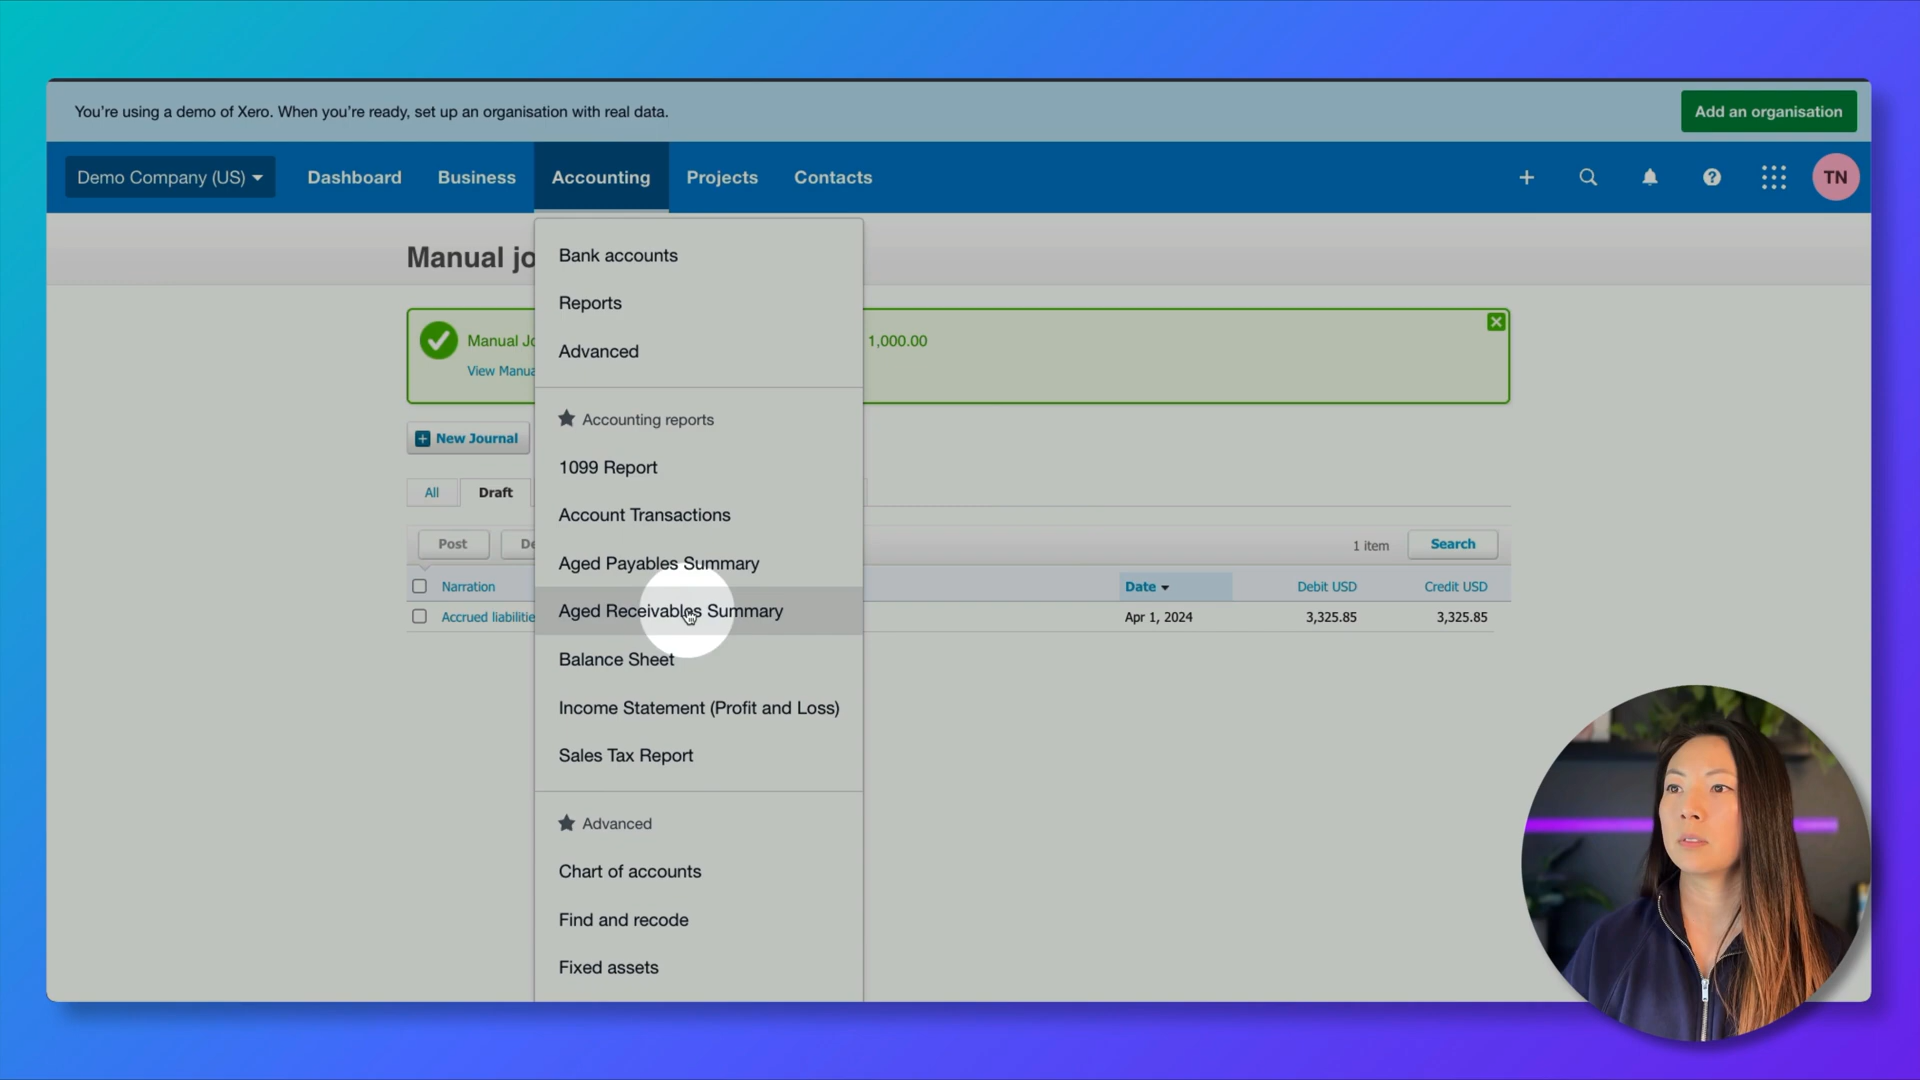 You're using a demo of Xero. When you're ready, set up an organisation with real data.
Add an organisation
Demo Company (US)
Dashboard
Business
Accounting
Projects
Contacts
TN
Manual jo
Bank accounts
Reports
Advanced
Manual Jo
1,000.00
View Manua
Accounting reports
New Journal
1099 Report
All
Draft
Account Transactions
Post
De
1 item
Search
Aged Payables Summary
Narration
Date
Debit USD
Credit USD
Aged Receivables Summary
Accrued liabilitie
Apr 1, 2024
3,325.85
3,325.85
Balance Sheet
Income Statement (Profit and Loss)
Sales Tax Report
Advanced
Chart of accounts
Find and recode
Fixed assets